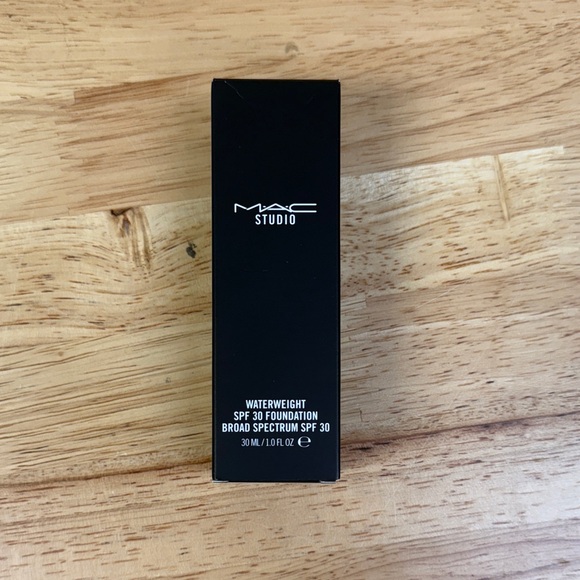 M·A·C
STUDIO
WATERWEIGHT
SPF 30 FOUNDATION
BROAD SPECTRUM SPF 30
30 ML / 1.0 FL OZ ℮